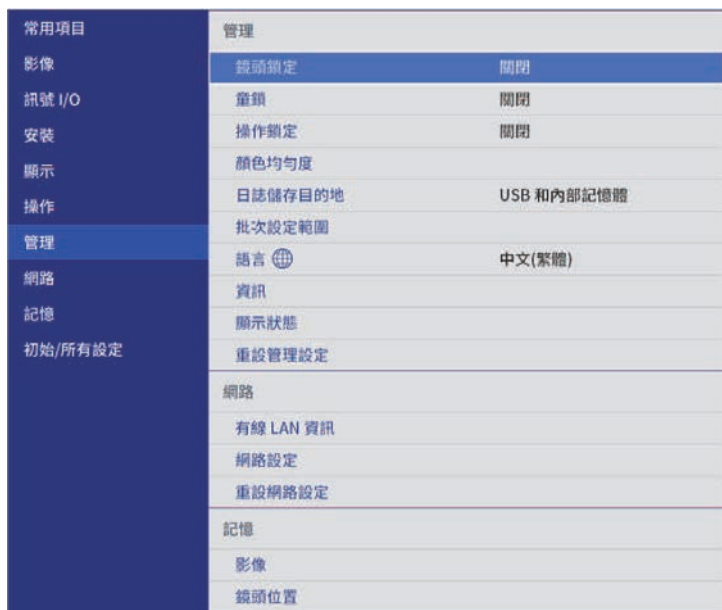 常用項目
影像
訊號 I/O
安裝
顯示
操作
管理
網路
記憶
初始/所有設定
管理
鏡頭鎖定 關閉
童鎖 關閉
操作鎖定 關閉
顏色均勻度
日誌儲存目的地 USB 和內部記憶體
批次設定範圍
語言 中文(繁體)
資訊
顯示狀態
重設管理設定
網路
有線 LAN 資訊
網路設定
重設網路設定
記憶
影像
鏡頭位置